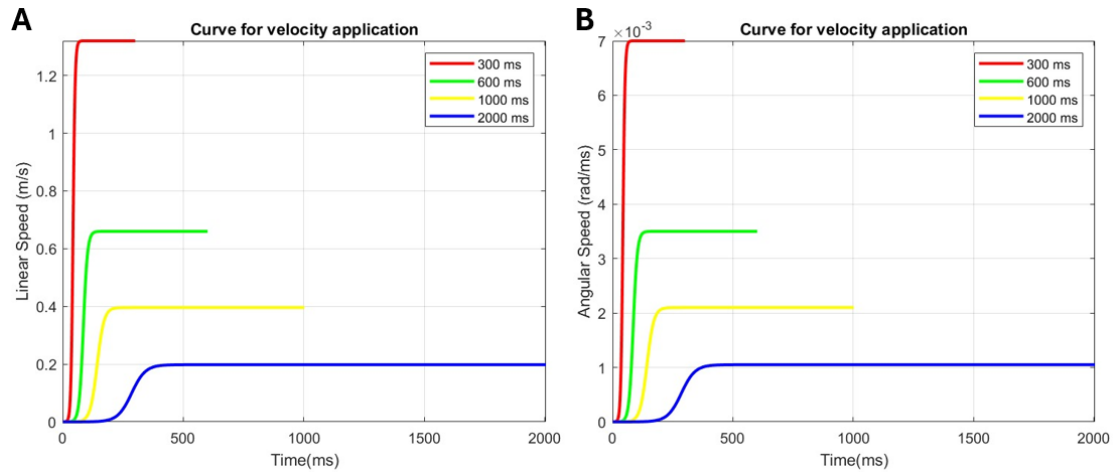 A
Curve for velocity application
1.2
1
0.8
0.6
0.4
0.2
0
Linear Speed (m/s)
300 ms
600 ms
1000 ms
2000 ms
0 500 1000 1500 2000
Time(ms)
B
Curve for velocity application
×10⁻³
7
6
5
4
3
2
1
0
Angular Speed (rad/ms)
300 ms
600 ms
1000 ms
2000 ms
0 500 1000 1500 2000
Time(ms)